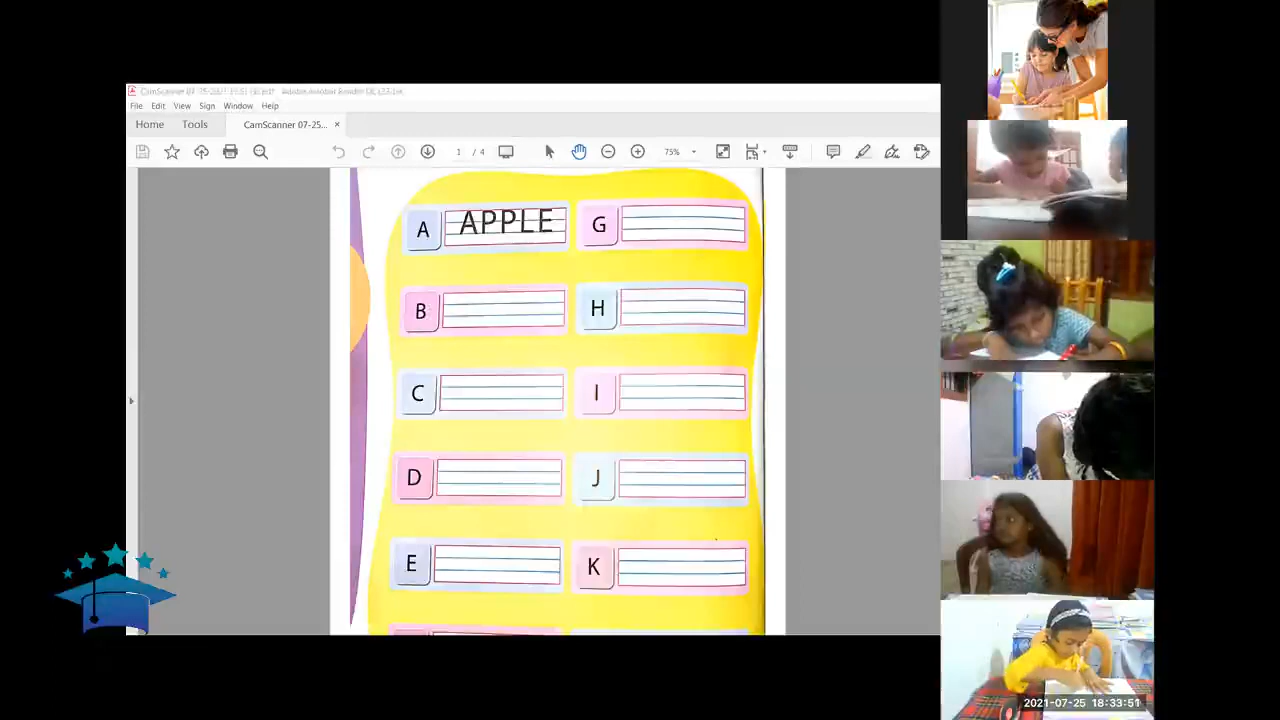 File Edit View Sign Window Help
Home Tools CamScanner 07-25... ×
1 / 4 75%
A APPLE G
B H
C I
D J
E K
2021-07-25 18:33:51